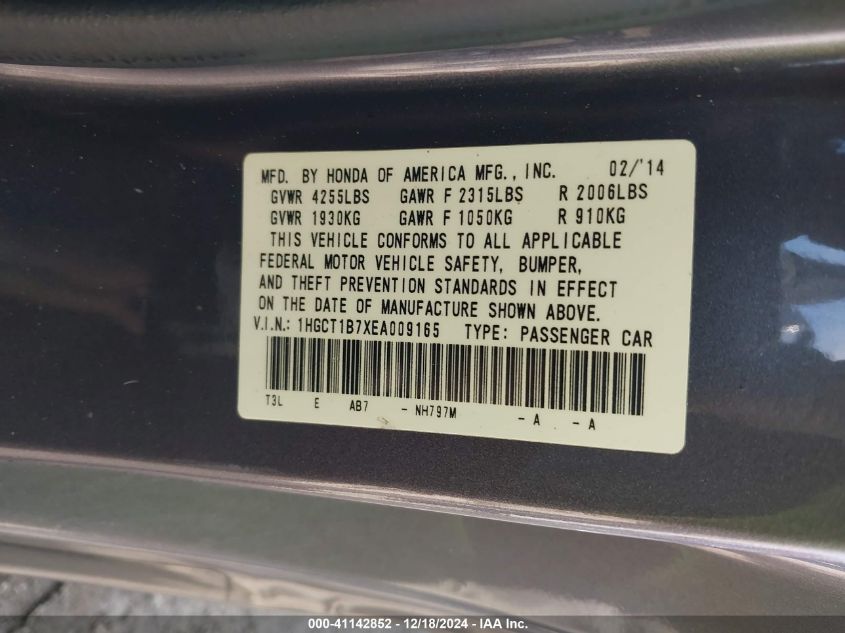 MFD. BY HONDA OF AMERICA MFG., INC. 02/'14
GVWR 4255LBS GAWR F 2315LBS R 2006LBS
GVWR 1930KG GAWR F 1050KG R 910KG
THIS VEHICLE CONFORMS TO ALL APPLICABLE
FEDERAL MOTOR VEHICLE SAFETY, BUMPER,
AND THEFT PREVENTION STANDARDS IN EFFECT
ON THE DATE OF MANUFACTURE SHOWN ABOVE.
V.I.N.: 1HGCT1B7XEA009165 TYPE: PASSENGER CAR
T3L E AB7 - NH797M - A - A
000-41142852 - 12/18/2024 - IAA Inc.